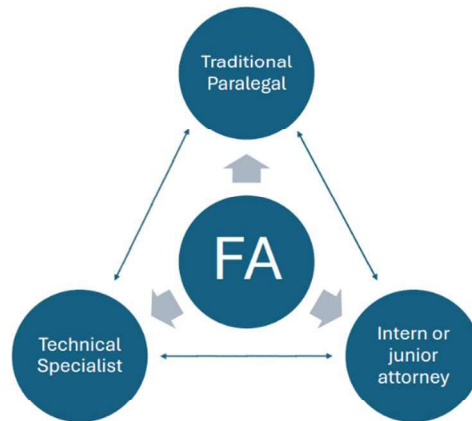 Traditional
Paralegal
FA
Technical
Specialist
Intern or
junior
attorney